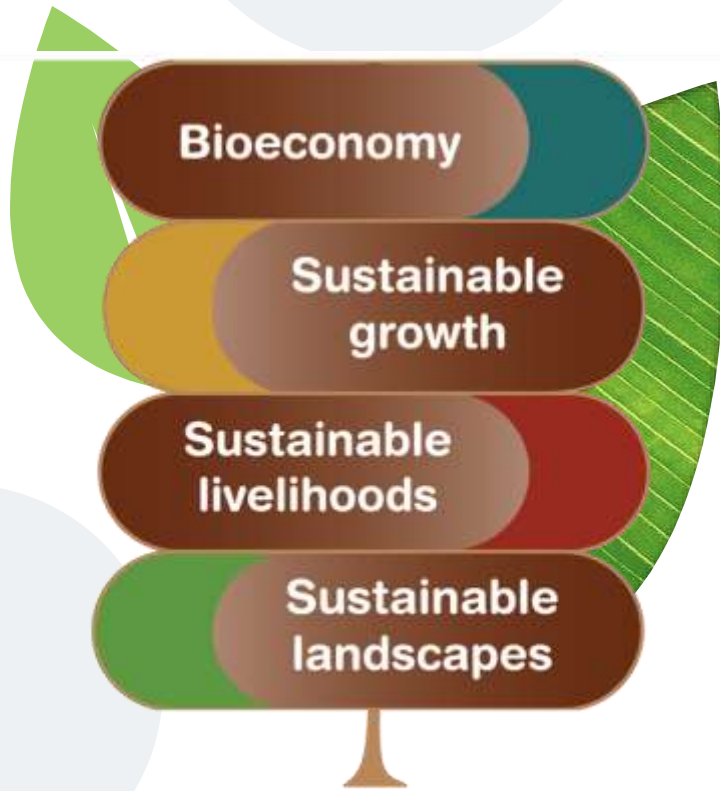 Bioeconomy
Sustainable
growth
Sustainable
livelihoods
Sustainable
landscapes